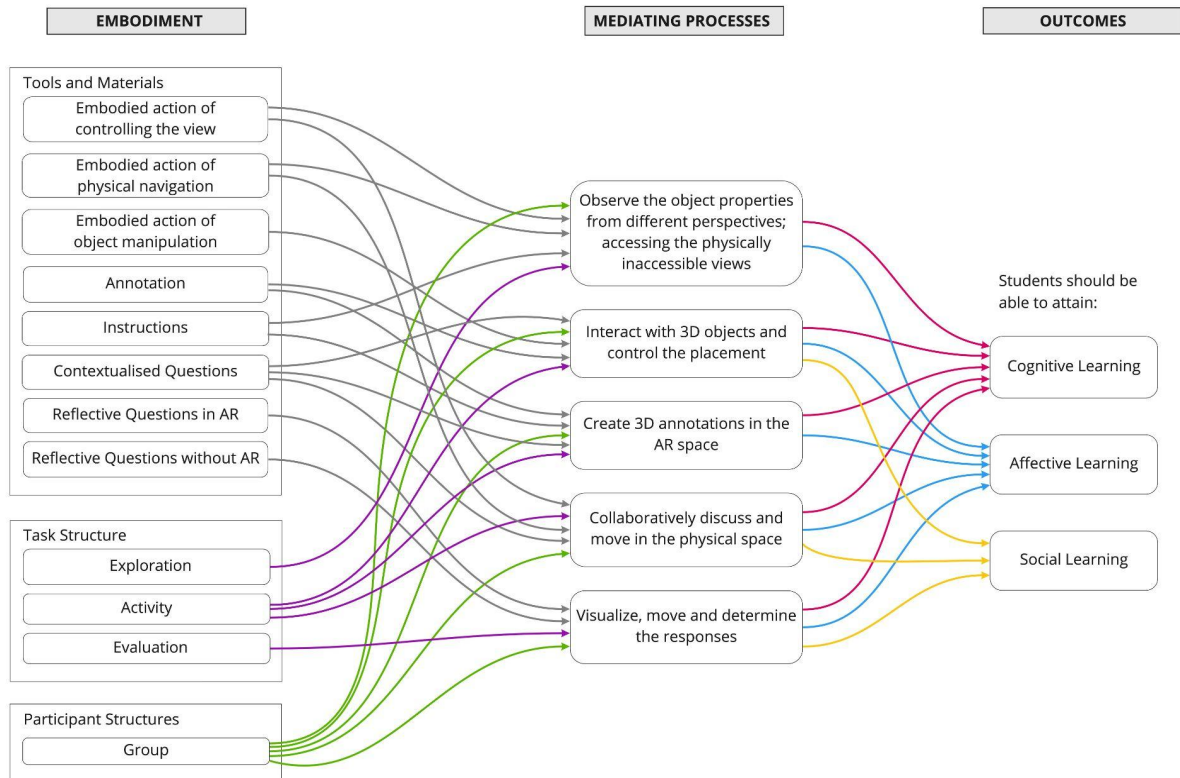 EMBODIMENT
MEDIATING PROCESSES
OUTCOMES
Tools and Materials
Embodied action of
controlling the view
Embodied action of
physical navigation
Embodied action of
object manipulation
Annotation
Instructions
Contextualised Questions
Reflective Questions in AR
Reflective Questions without AR
Task Structure
Exploration
Activity
Evaluation
Participant Structures
Group
Observe the object properties
from different perspectives;
accessing the physically
inaccessible views
Interact with 3D objects and
control the placement
Create 3D annotations in the
AR space
Collaboratively discuss and
move in the physical space
Visualize, move and determine
the responses
Students should be
able to attain:
Cognitive Learning
Affective Learning
Social Learning